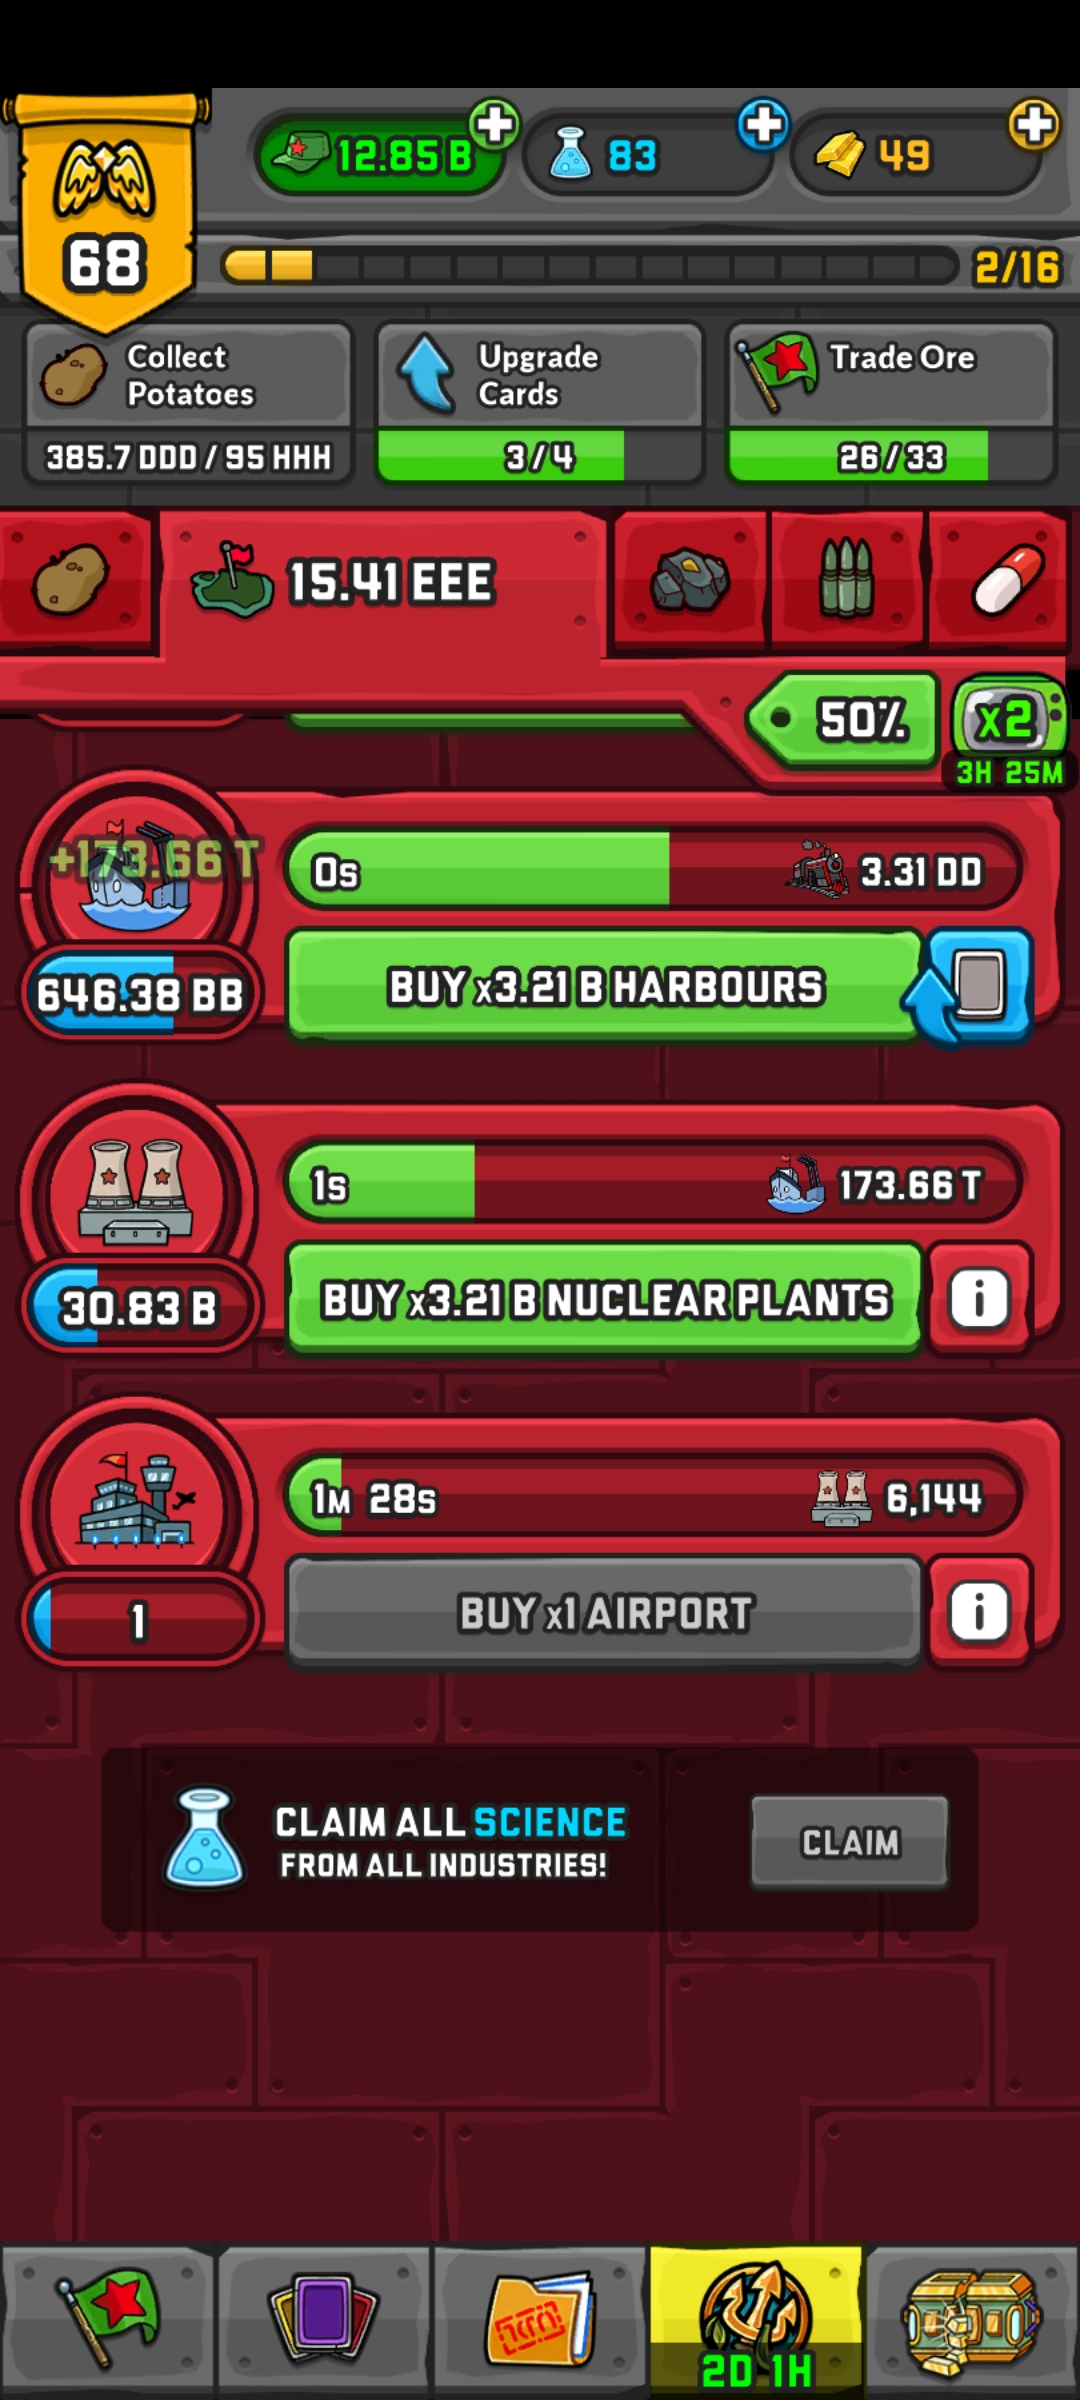 12.85 B
83
49
68
2/16
Collect
Potatoes
385.7 DDD / 95 HHH
Upgrade
Cards
3/4
Trade Ore
26/33
15.41 EEE
50%
x2
3H 25M
+173.66 T
0s
3.31 DD
646.38 BB
BUY x3.21 B HARBOURS
1s
173.66 T
30.83 B
BUY x3.21 B NUCLEAR PLANTS
i
1M 28s
6,144
1
BUY x1 AIRPORT
i
CLAIM ALL SCIENCE
FROM ALL INDUSTRIES!
CLAIM
2D 1H